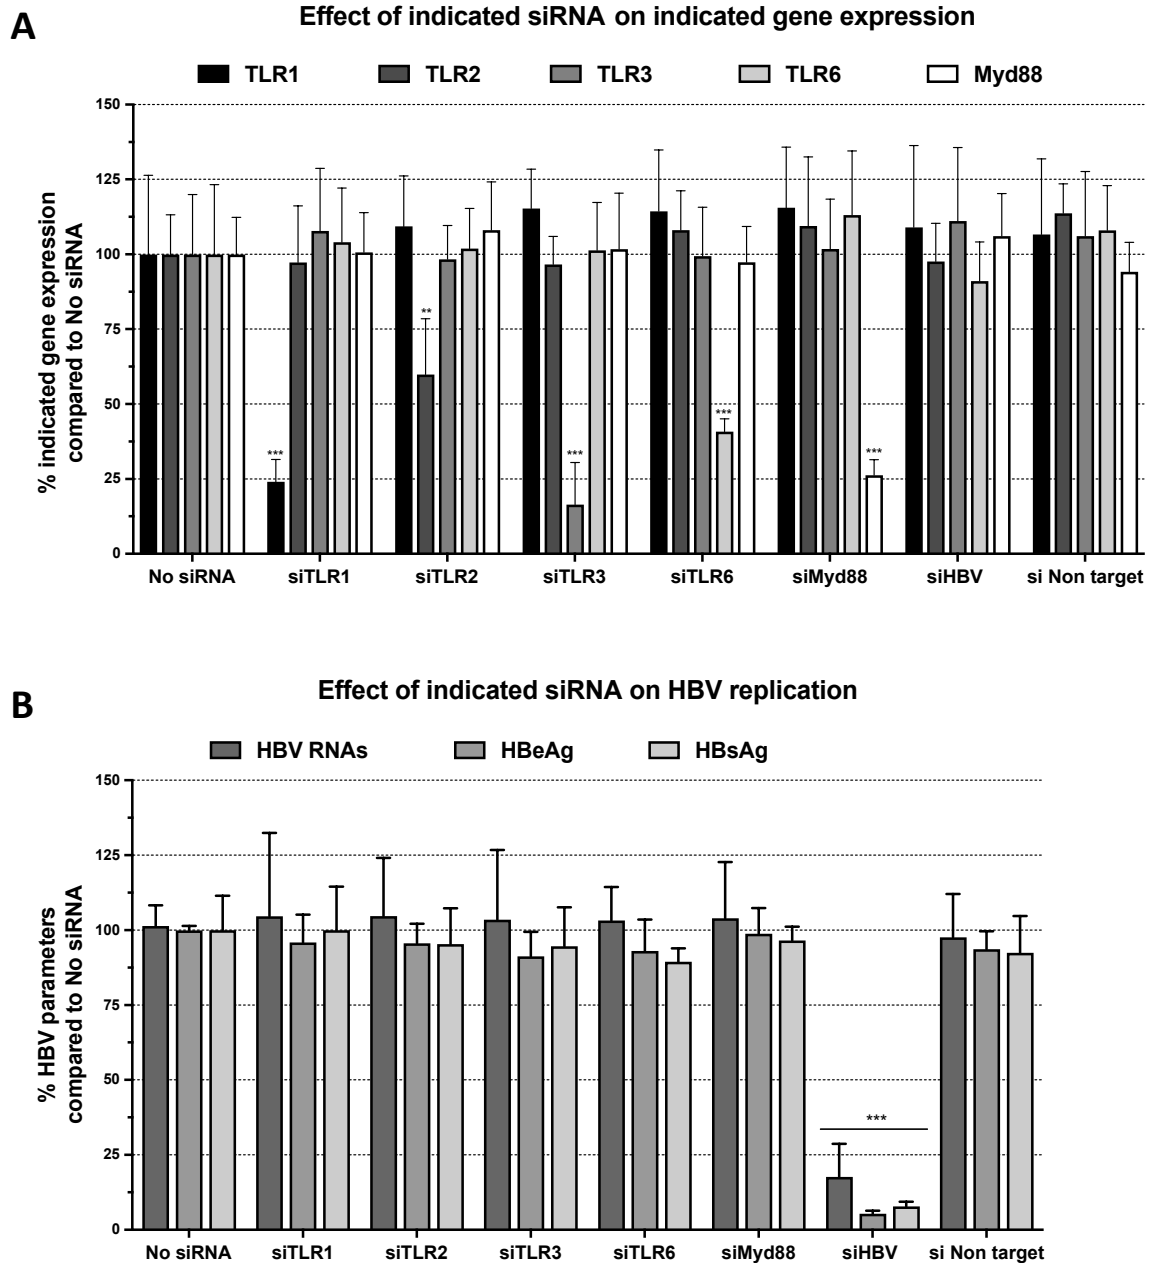 A
Effect of indicated siRNA on indicated gene expression
TLR1 TLR2 TLR3 TLR6 Myd88
% indicated gene expression
compared to No siRNA
150
125
100
75
50
25
0
***
**
***
***
***
No siRNA siTLR1 siTLR2 siTLR3 siTLR6 siMyd88 siHBV si Non target
B
Effect of indicated siRNA on HBV replication
HBV RNAs HBeAg HBsAg
% HBV parameters
compared to No siRNA
150
125
100
75
50
25
0
***
No siRNA siTLR1 siTLR2 siTLR3 siTLR6 siMyd88 siHBV si Non target